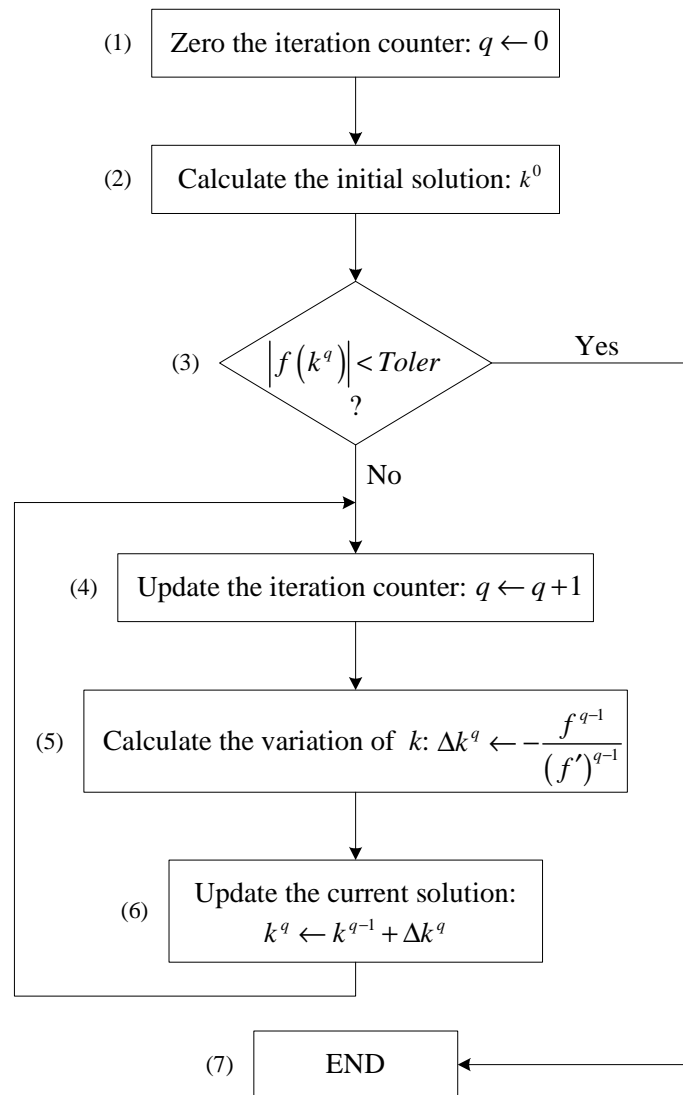 (1) Zero the iteration counter: q ← 0
(2) Calculate the initial solution: k⁰
(3) |f(k^q)| < Toler
?
Yes
No
(4) Update the iteration counter: q ← q+1
(5) Calculate the variation of k: Δk^q ← −f^{q−1}/(f′)^{q−1}
Update the current solution:
(6) k^q ← k^{q−1} + Δk^q
(7) END